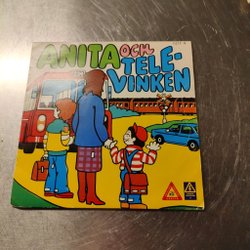 ANITA OCH
TELE-
VINKEN